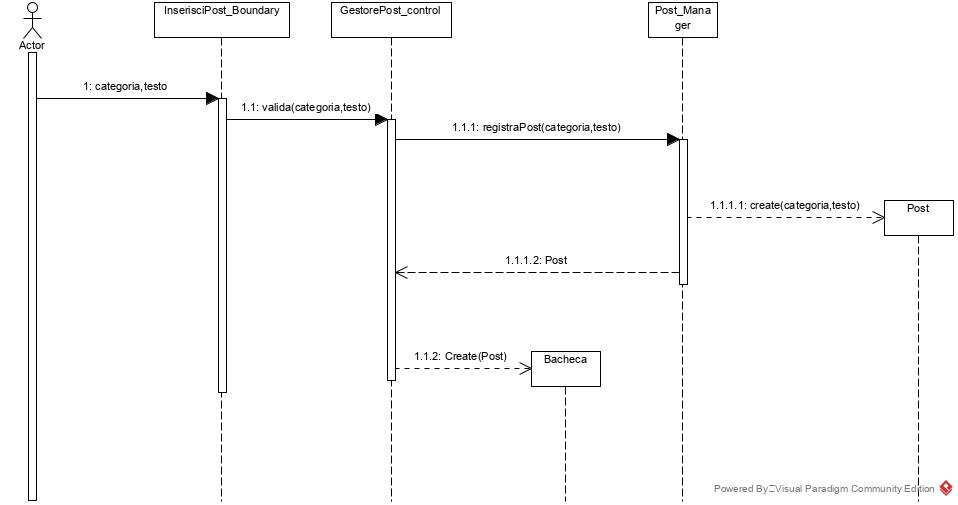 InserisciPost_Boundary
GestorePost_control
Post_Mana
ger
Actor
1: categoria,testo
1.1: valida(categoria,testo)
1.1.1: registraPost(categoria,testo)
1.1.1.1: create(categoria,testo)
Post
1.1.1.2: Post
1.1.2: Create(Post)
Bacheca
Powered By Visual Paradigm Community Edition